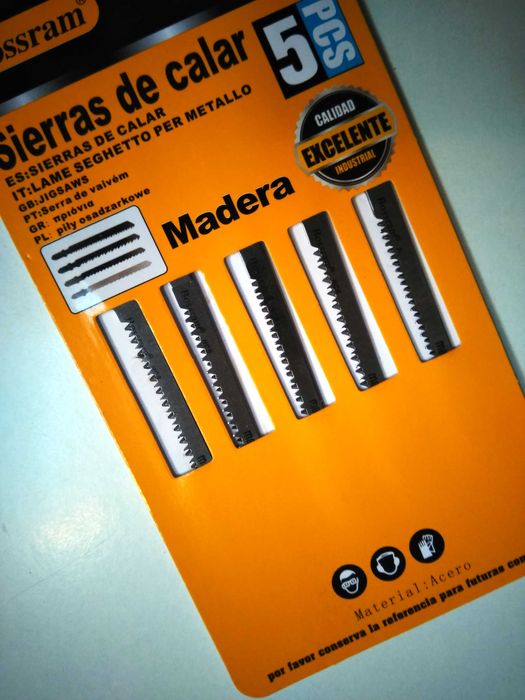 ossram®
Sierras de calar
5 PCS
ES:SIERRAS DE CALAR
IT:LAME SEGHETTO PER METALLO
GB:JIGSAWS
PT:Serra de vaivém
GR: πριόνια
PL: piły osadzarkowe
CALIDAD
EXCELENTE
INDUSTRIAL
Madera
Material:Acero
por favor conserva la referencia para futuras con